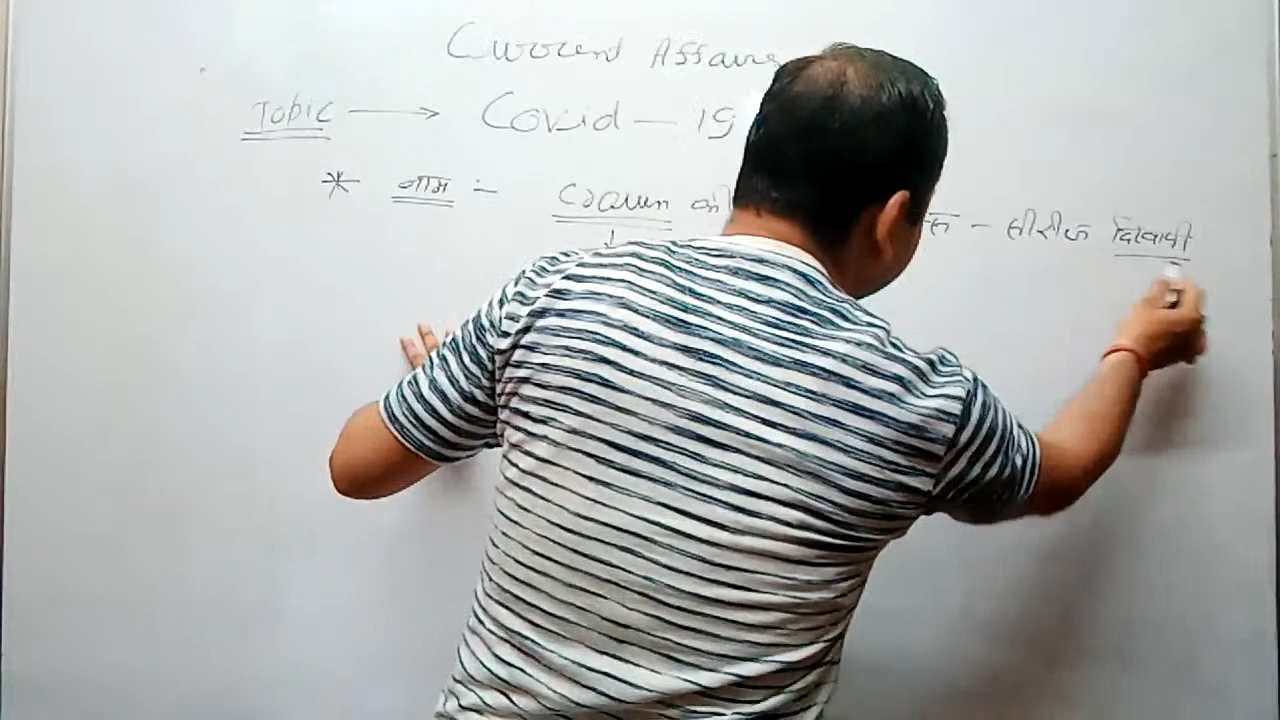 Current Affairs
Topic → Covid - 19
* नाम :- Crown की - सीरीज दिखायी
↓